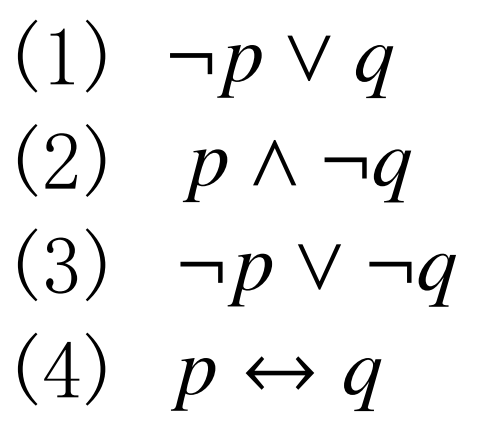 (1) ¬p ∨ q
(2) p ∧ ¬q
(3) ¬p ∨ ¬q
(4) p ↔ q